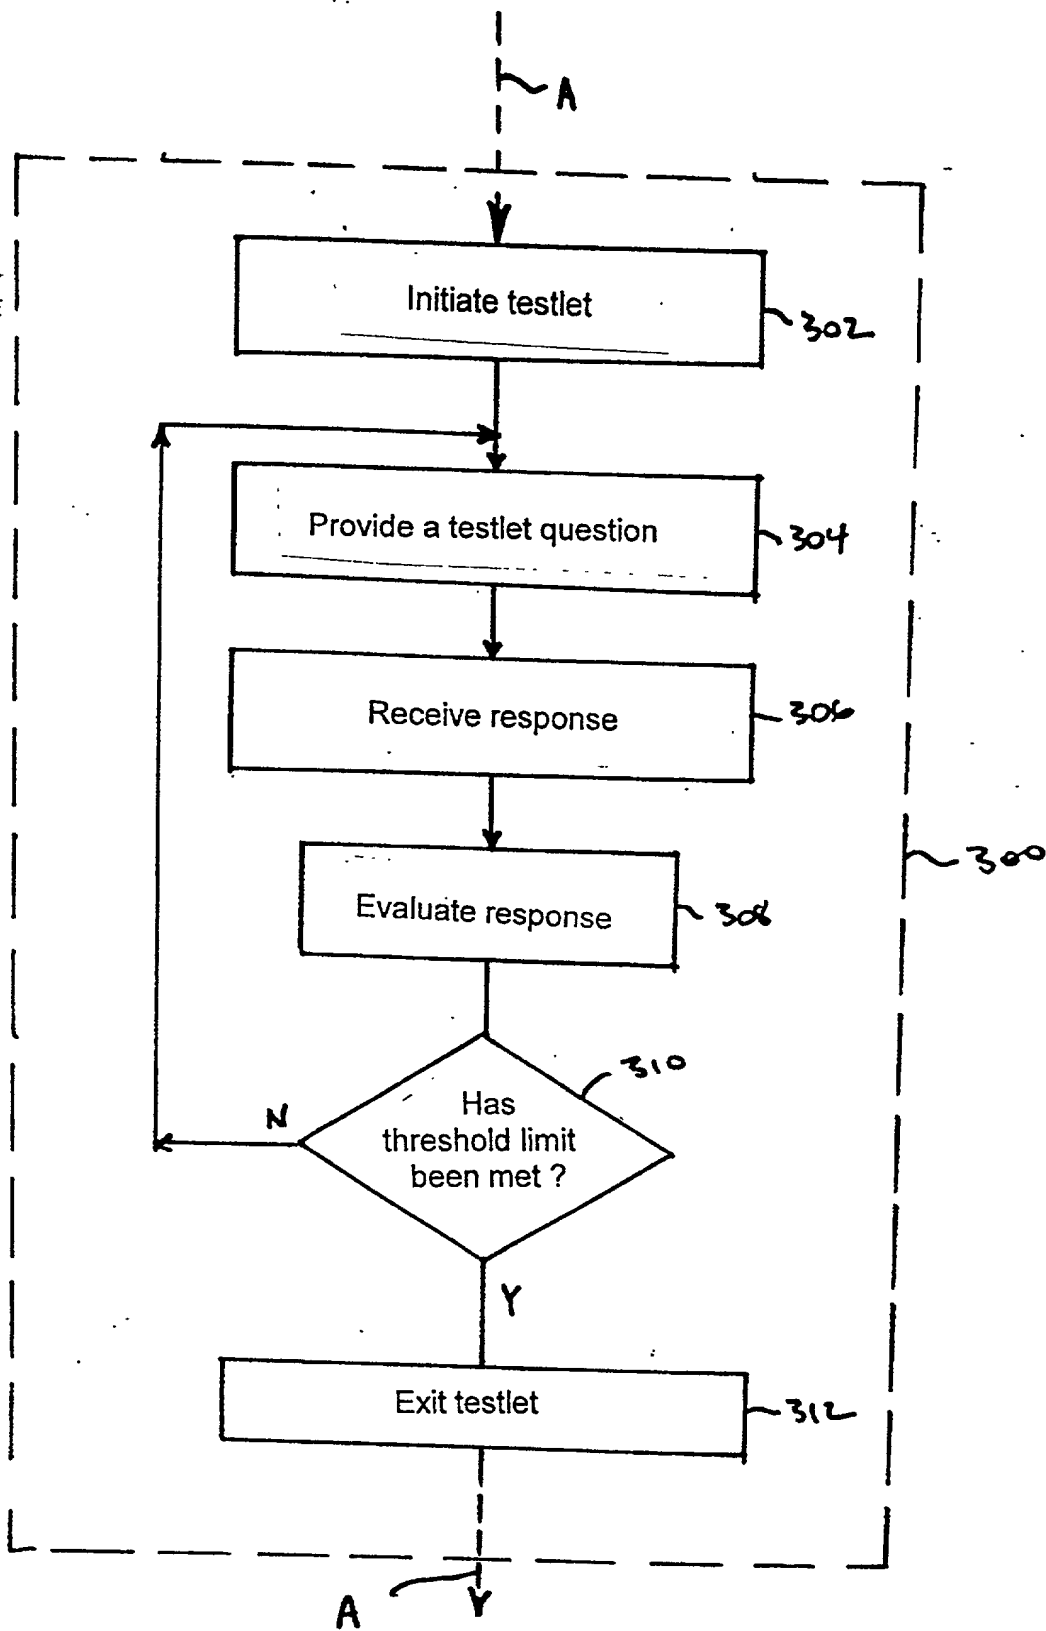 A
Initiate testlet
302
Provide a testlet question
304
Receive response
306
300
Evaluate response
308
310
Has
threshold limit
been met ?
N
Y
Exit testlet
312
A